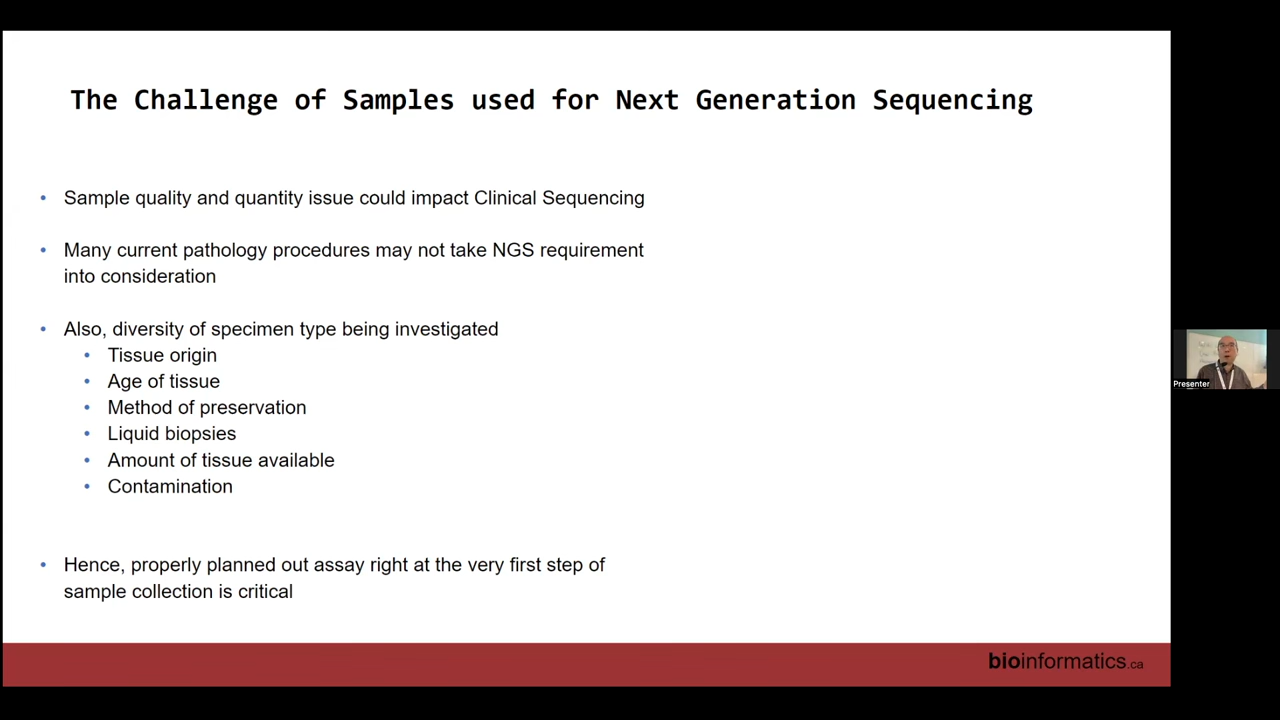 The Challenge of Samples used for Next Generation Sequencing
• Sample quality and quantity issue could impact Clinical Sequencing
• Many current pathology procedures may not take NGS requirement
into consideration
• Also, diversity of specimen type being investigated
• Tissue origin
• Age of tissue
• Method of preservation
• Liquid biopsies
• Amount of tissue available
• Contamination
Presenter
• Hence, properly planned out assay right at the very first step of
sample collection is critical
bioinformatics.ca